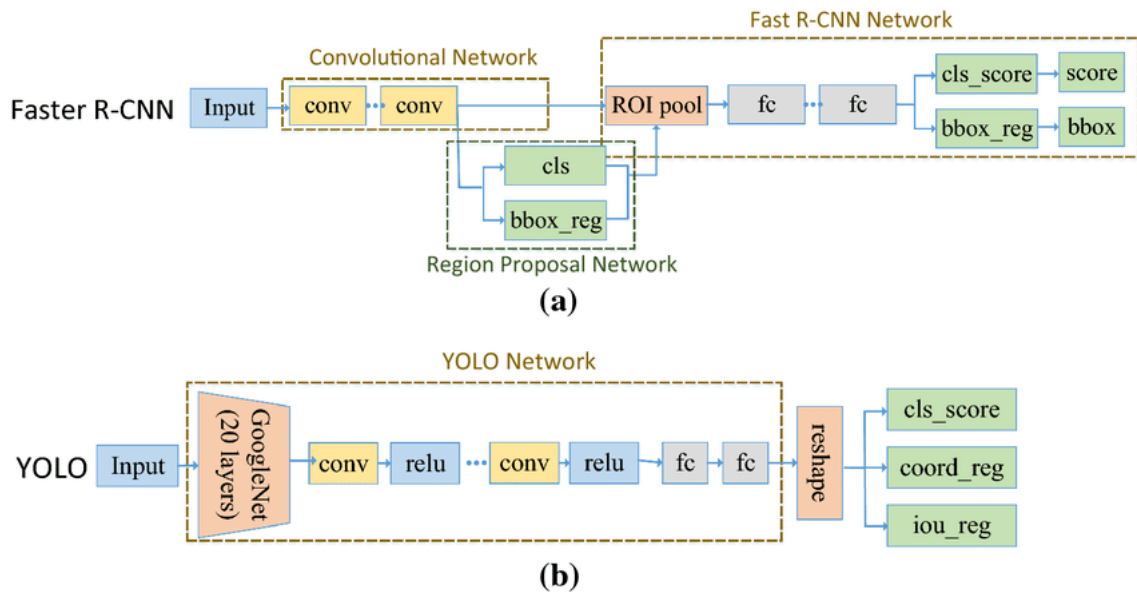 Fast R-CNN Network
Convolutional Network
Faster R-CNN
Input
conv
conv
ROI pool
fc
fc
cls_score
score
bbox_reg
bbox
cls
bbox_reg
Region Proposal Network
(a)
YOLO Network
YOLO
Input
GoogleNet
(20 layers)
conv
relu
conv
relu
fc
fc
reshape
cls_score
coord_reg
iou_reg
(b)